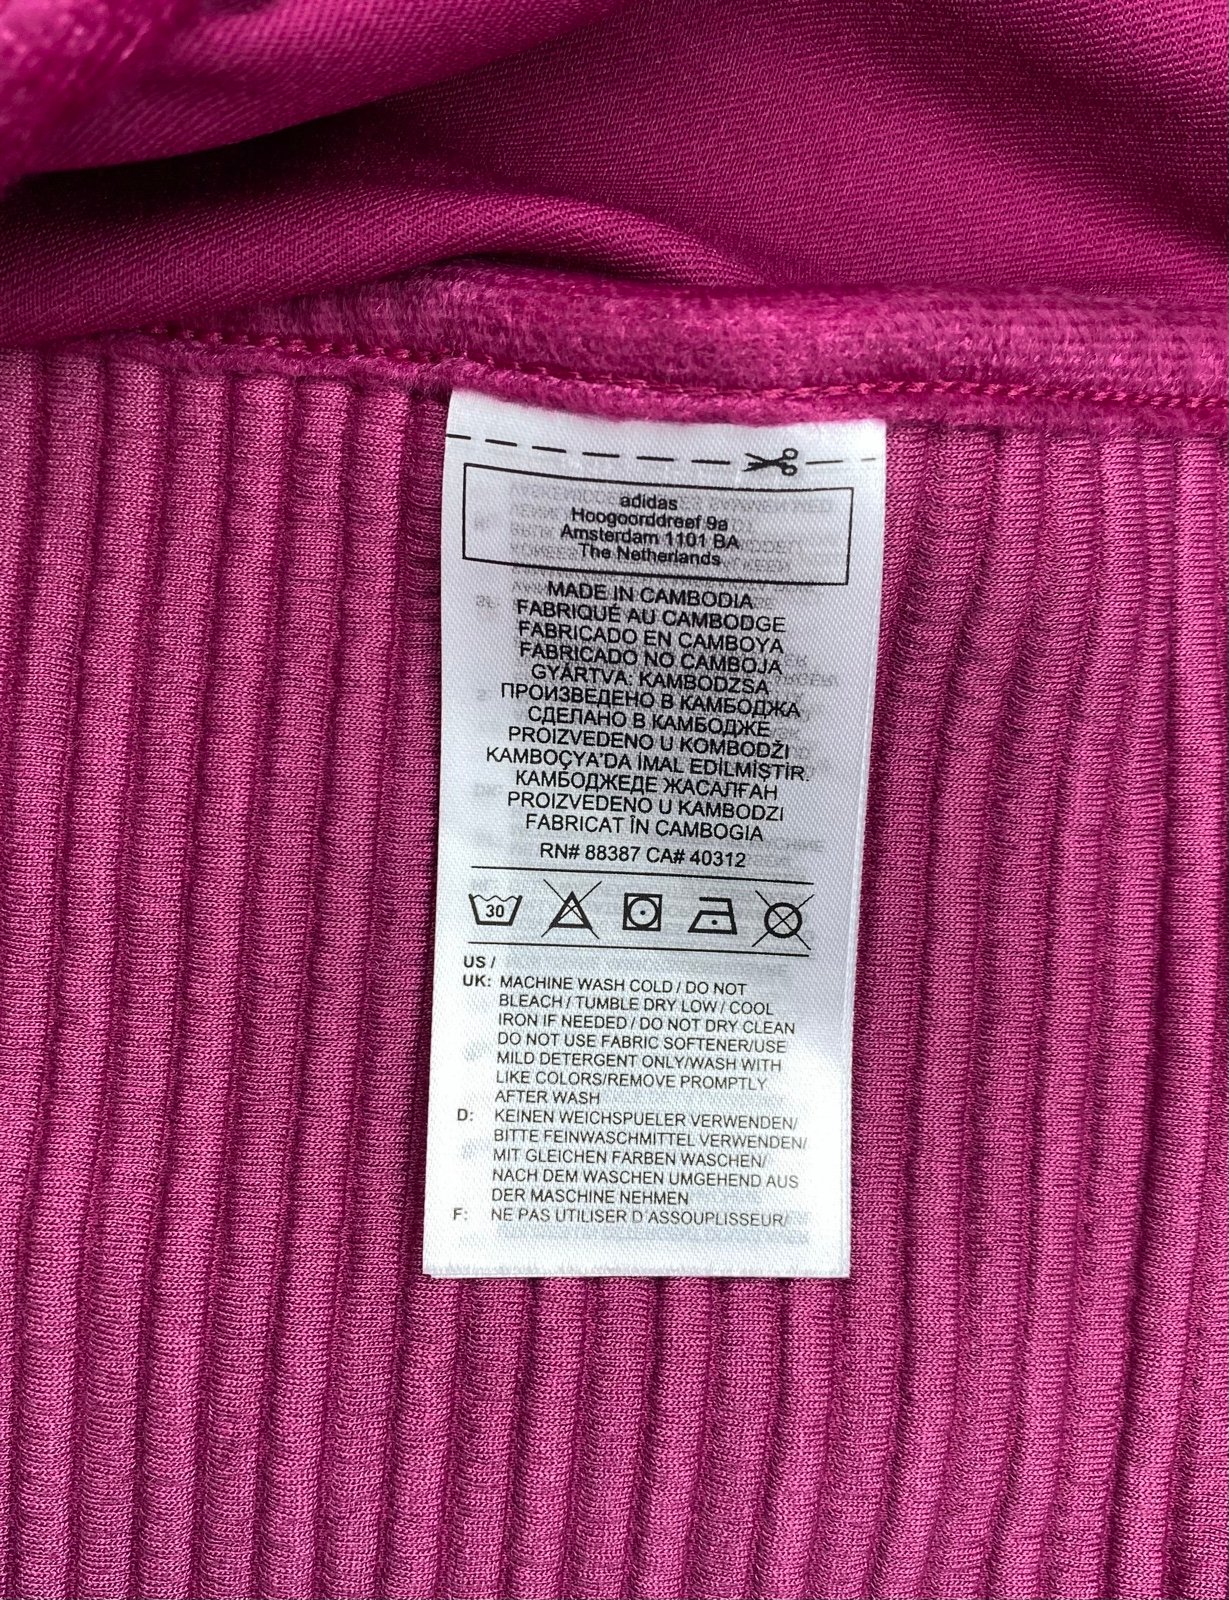 adidas
Hoogoorddreef 9a
Amsterdam 1101 BA
The Netherlands
MADE IN CAMBODIA
FABRIQUÉ AU CAMBODGE
FABRICADO EN CAMBOYA
FABRICADO NO CAMBOJA
GYÁRTVA: KAMBODZSA
ПРОИЗВЕДЕНО В КАМБОДЖА
СДЕЛАНО В КАМБОДЖЕ
PROIZVEDENO U KOMBODŽI
KAMBOÇYA'DA İMAL EDİLMİŞTİR.
КАМБОДЖЕДЕ ЖАСАЛҒАН
PROIZVEDENO U KAMBODZI
FABRICAT ÎN CAMBOGIA
RN# 88387 CA# 40312
30
US /
UK: MACHINE WASH COLD / DO NOT
BLEACH / TUMBLE DRY LOW / COOL
IRON IF NEEDED / DO NOT DRY CLEAN
DO NOT USE FABRIC SOFTENER/USE
MILD DETERGENT ONLY/WASH WITH
LIKE COLORS/REMOVE PROMPTLY
AFTER WASH
D: KEINEN WEICHSPUELER VERWENDEN/
BITTE FEINWASCHMITTEL VERWENDEN/
MIT GLEICHEN FARBEN WASCHEN/
NACH DEM WASCHEN UMGEHEND AUS
DER MASCHINE NEHMEN
F: NE PAS UTILISER D'ASSOUPLISSEUR/